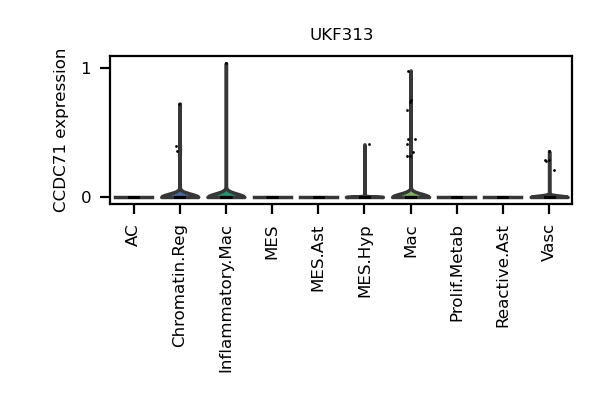 UKF313
CCDC71 expression
1
0
AC
Chromatin.Reg
Inflammatory.Mac
MES
MES.Ast
MES.Hyp
Mac
Prolif.Metab
Reactive.Ast
Vasc